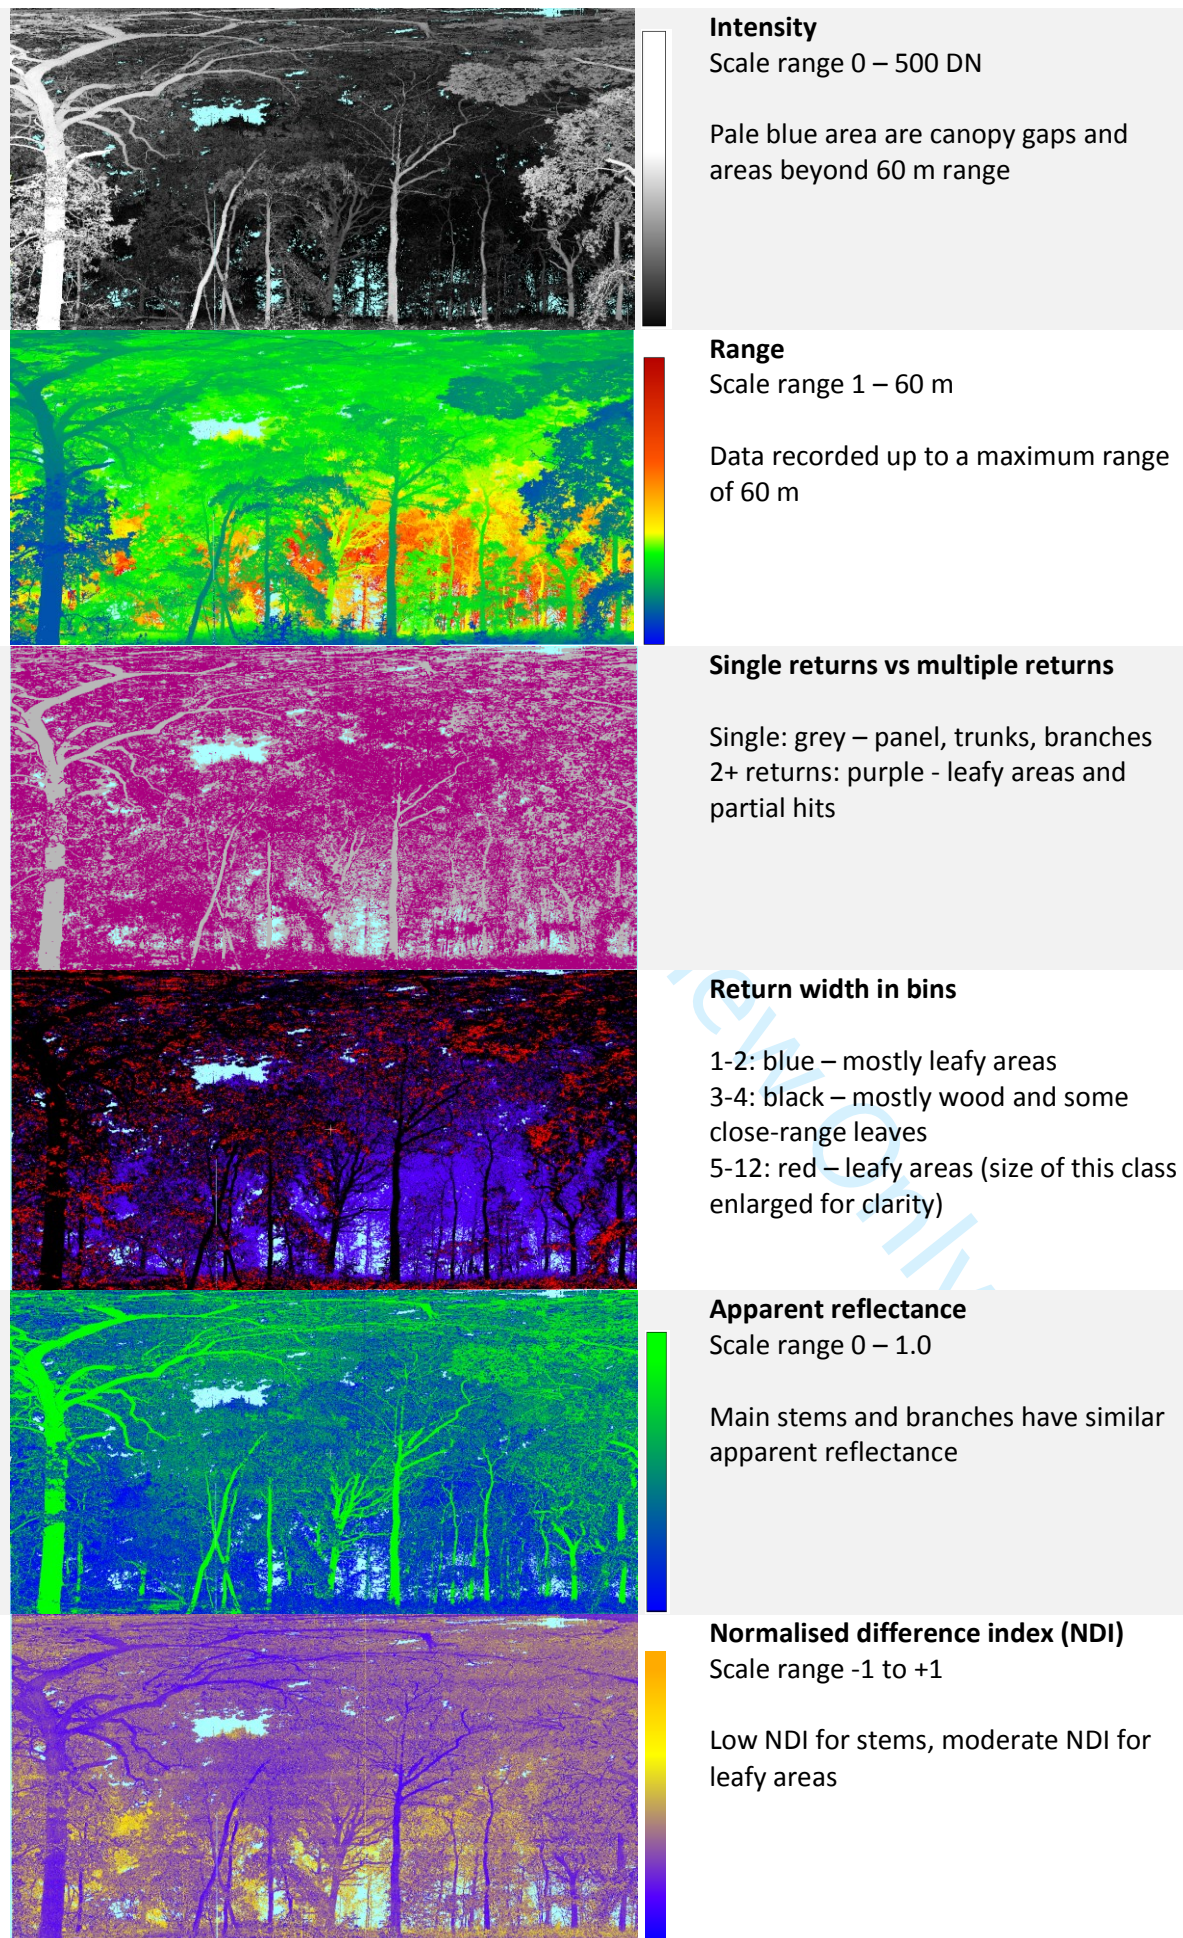 Intensity
Scale range 0 – 500 DN
Pale blue area are canopy gaps and
areas beyond 60 m range
Range
Scale range 1 – 60 m
Data recorded up to a maximum range
of 60 m
Single returns vs multiple returns
Single: grey – panel, trunks, branches
2+ returns: purple - leafy areas and
partial hits
Return width in bins
1-2: blue – mostly leafy areas
3-4: black – mostly wood and some
close-range leaves
5-12: red – leafy areas (size of this class
enlarged for clarity)
Apparent reflectance
Scale range 0 – 1.0
Main stems and branches have similar
apparent reflectance
Normalised difference index (NDI)
Scale range -1 to +1
Low NDI for stems, moderate NDI for
leafy areas
Only